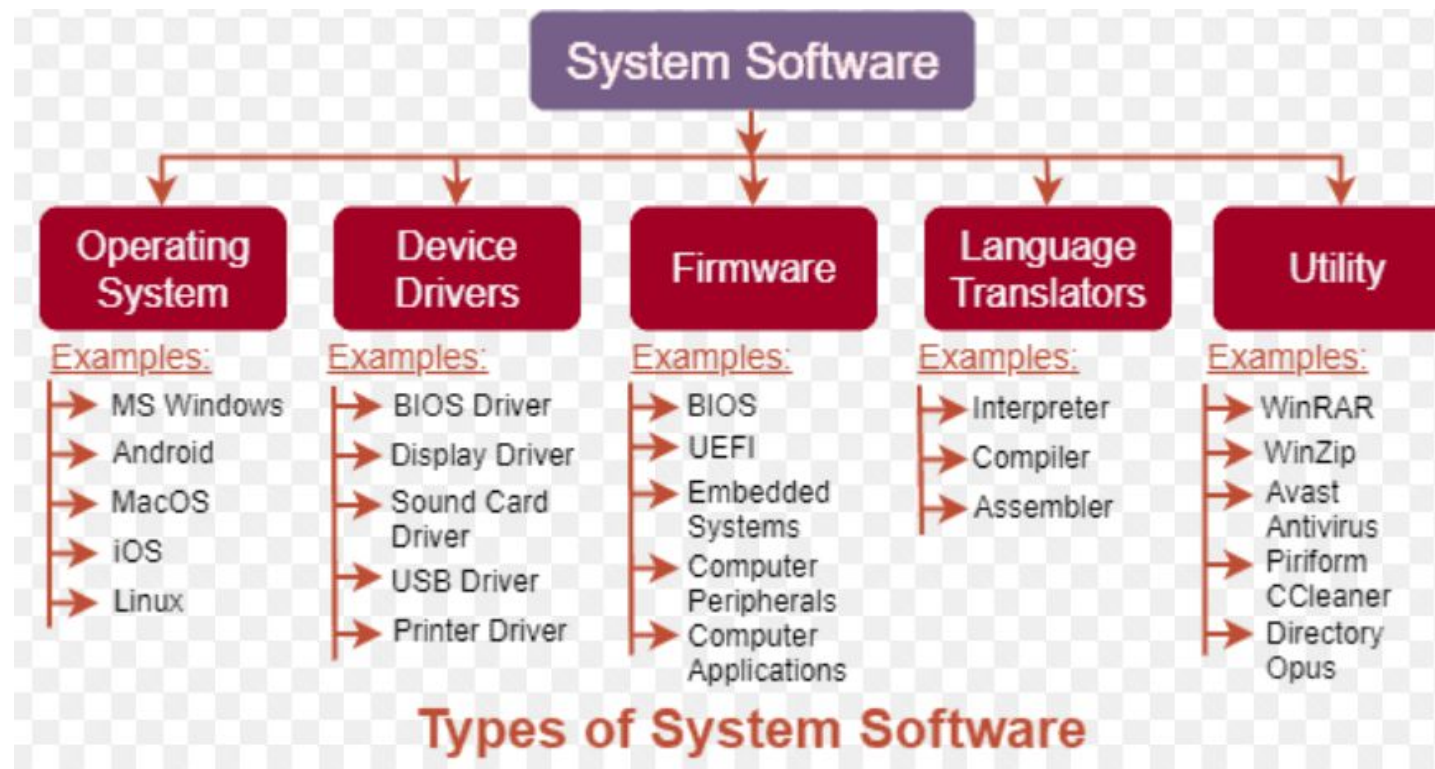 System Software
Operating
System
Device
Drivers
Firmware
Language
Translators
Utility
Examples:
MS Windows
Android
MacOS
iOS
Linux
Examples:
BIOS Driver
Display Driver
Sound Card
Driver
USB Driver
Printer Driver
Examples:
BIOS
UEFI
Embedded
Systems
Computer
Peripherals
Computer
Applications
Examples:
Interpreter
Compiler
Assembler
Examples:
WinRAR
WinZip
Avast
Antivirus
Piriform
CCleaner
Directory
Opus
Types of System Software